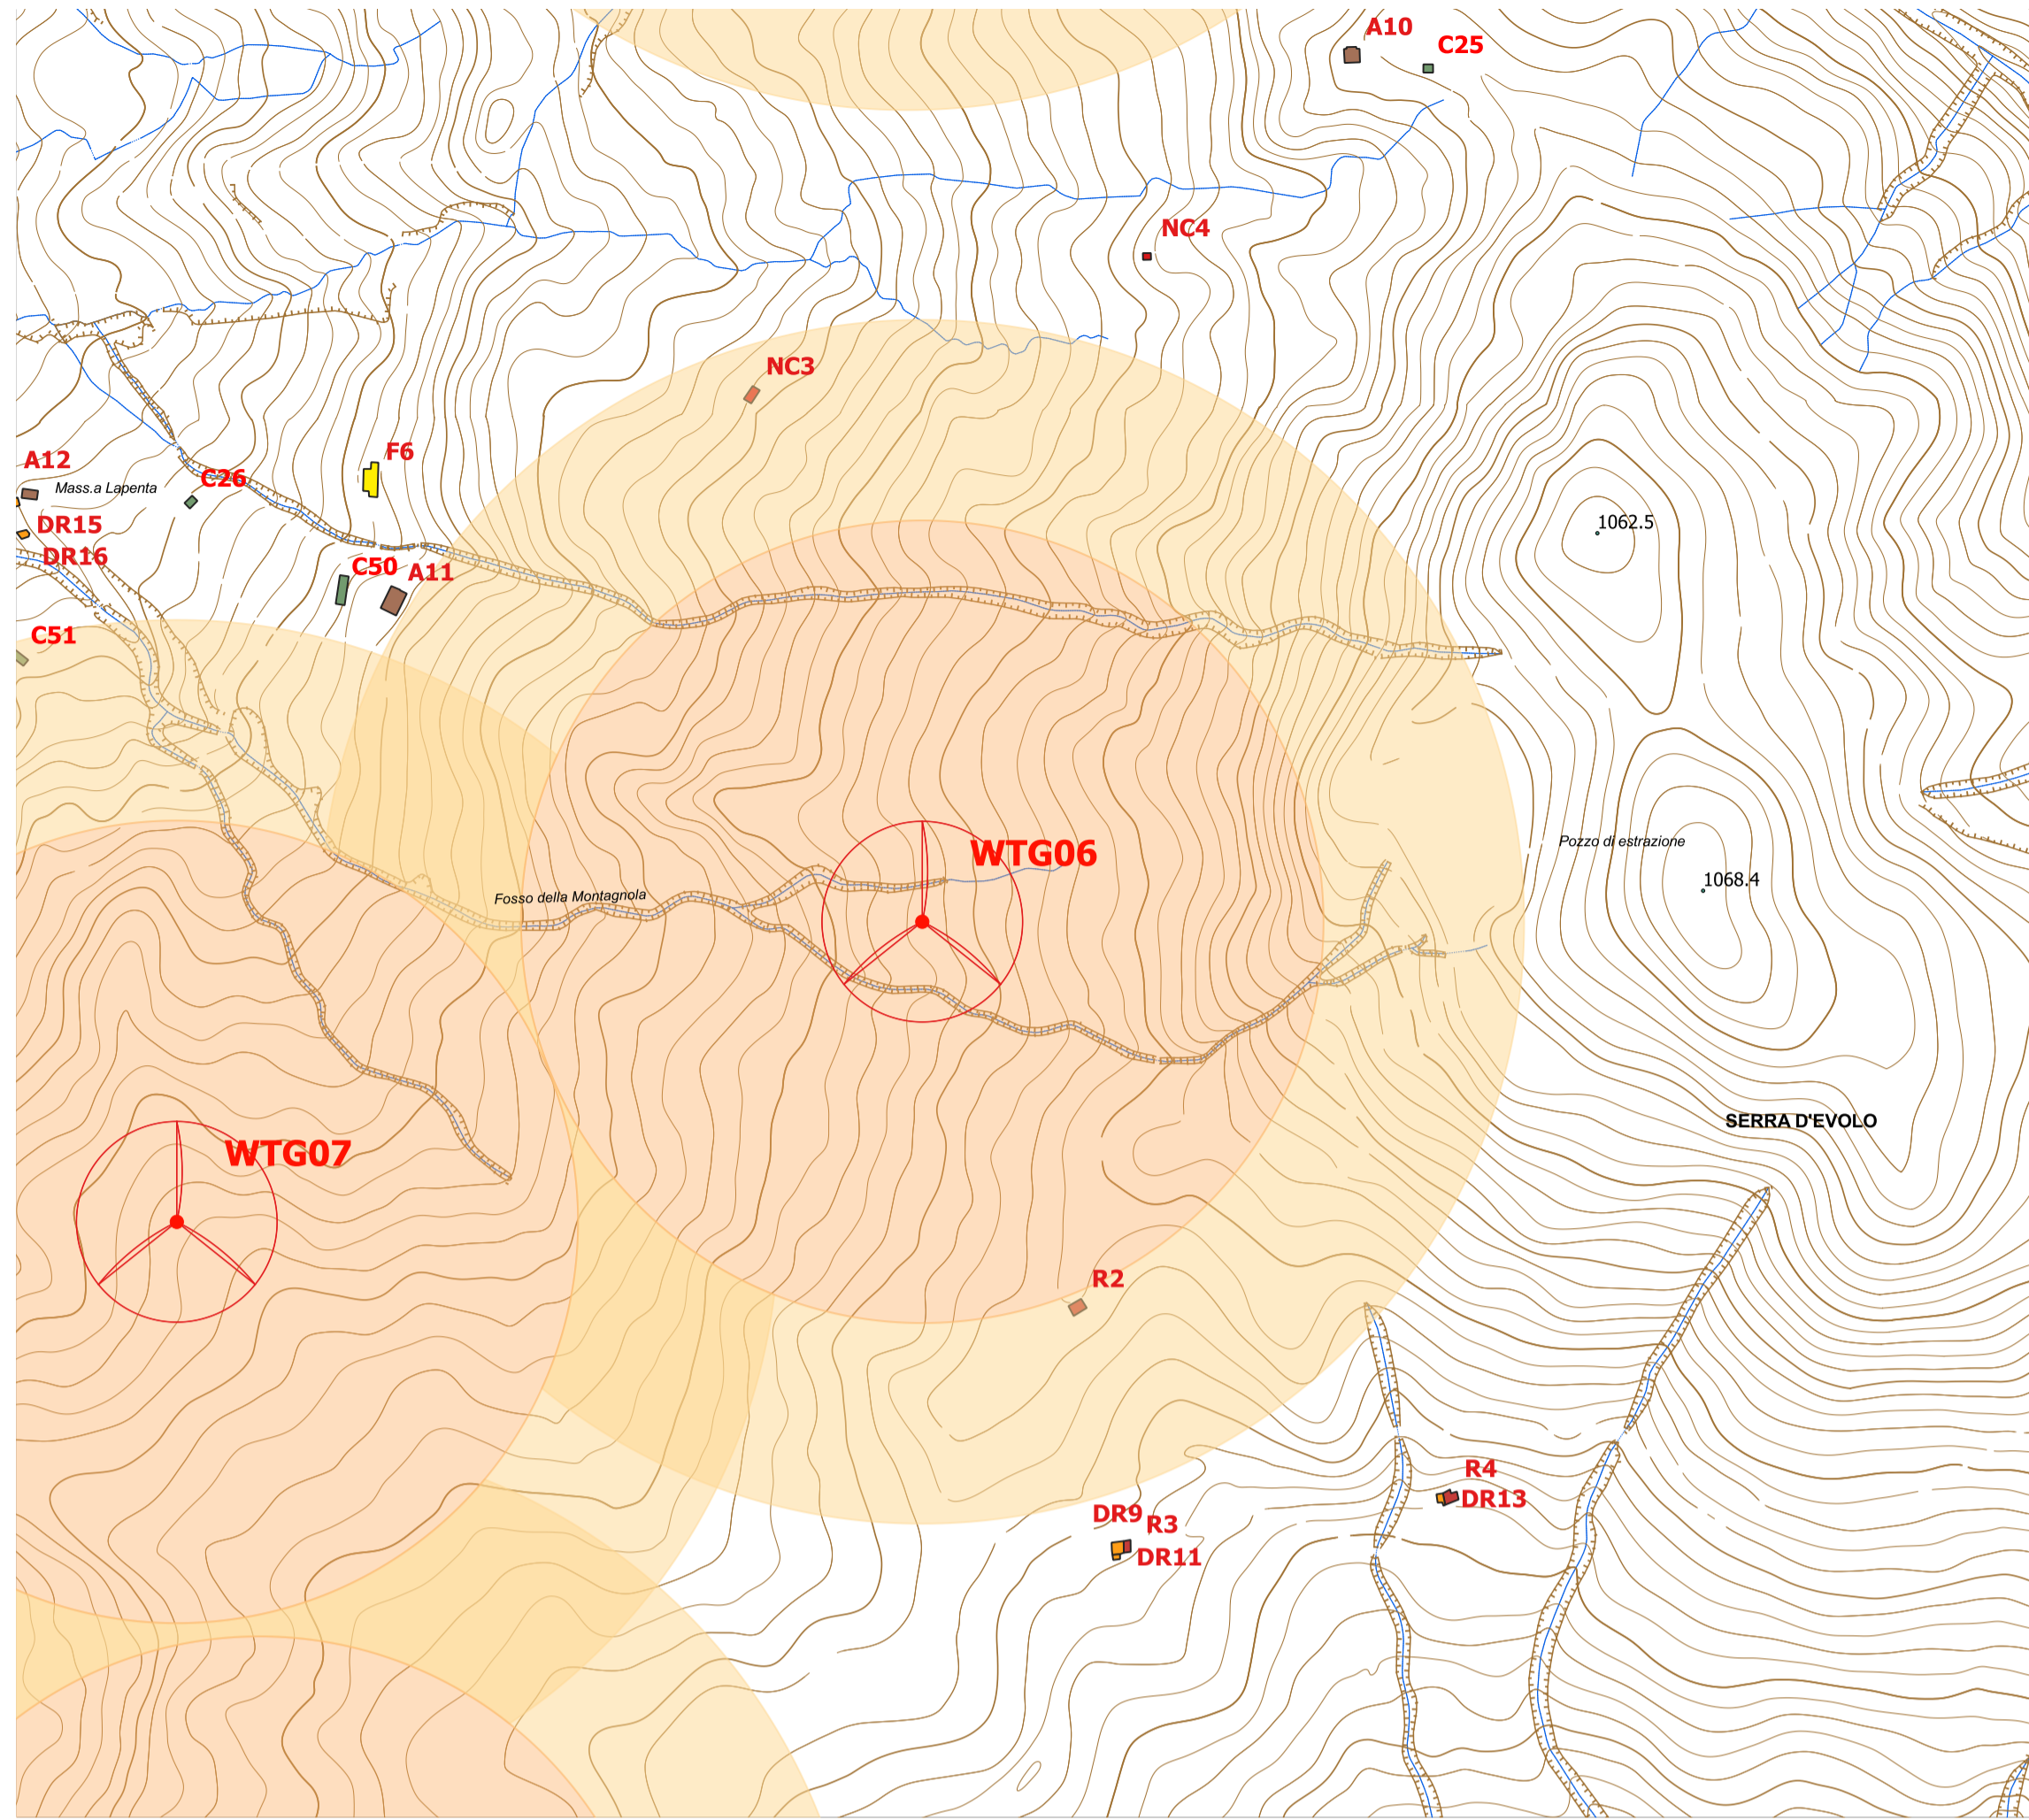 A10
C25
NC4
NC3
F6
A12
Mass.a Lapenta
C26
DR15
1062.5
DR16
C50
A11
C51
Pozzo di estrazione
WTG06
1068.4
Fosso della Montagnola
SERRA D'EVOLO
WTG07
R2
R4
DR13
DR9
R3
DR11